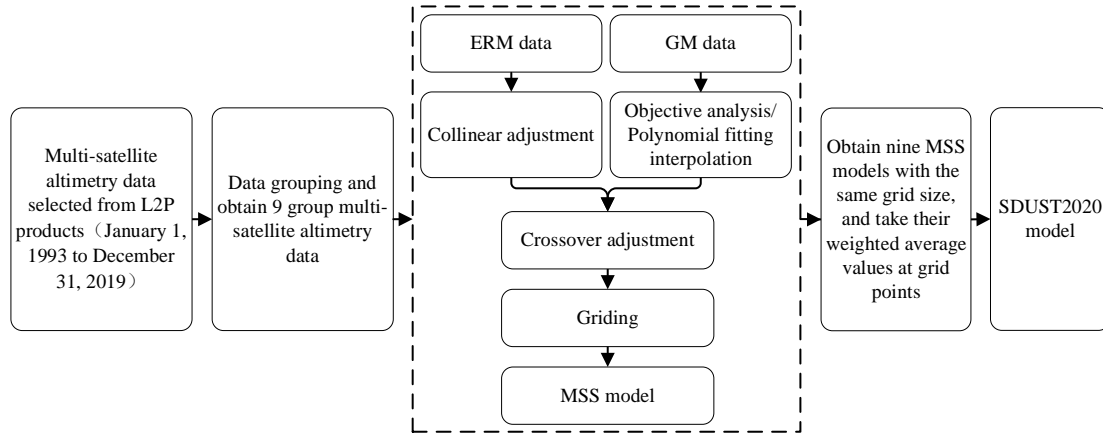 Multi-satellite
altimetry data
selected from L2P
products（January 1,
1993 to December
31, 2019）
Data grouping and
obtain 9 group multi-
satellite altimetry
data
ERM data
GM data
Collinear adjustment
Objective analysis/
Polynomial fitting
interpolation
Crossover adjustment
Griding
MSS model
Obtain nine MSS
models with the
same grid size,
and take their
weighted average
values at grid
points
SDUST2020
model